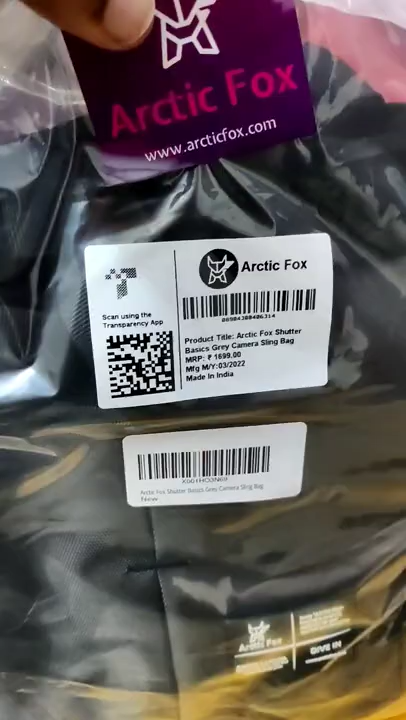 Arctic Fox
www.arcticfox.com
Arctic Fox
Scan using the
Transparency App
Product Title: Arctic Fox Shutter
Basics Grey Camera Sling Bag
MRP: ₹ 1699.00
Mfg M/Y:03/2022
Made In India
Arctic Fox Shutter Basics Grey Camera Sling Bag
New
Arctic Fox
GIVE IN